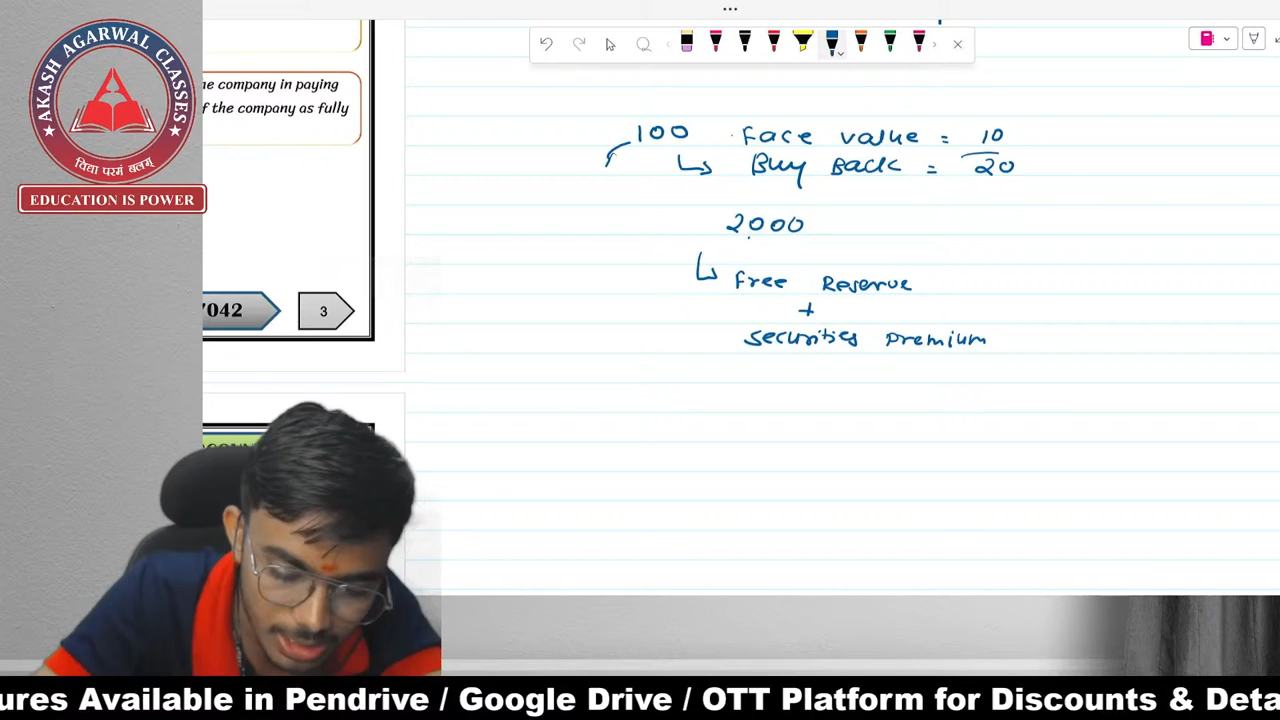 AKASH AGARWAL CLASSES
विद्या परमं बलम्
EDUCATION IS POWER
he company in paying
f the company as fully
7042
3
100 Face value = 10
Buy Back = 20
2000
Free Reserve
+
Securities Premium
ures Available in Pendrive / Google Drive / OTT Platform for Discounts & Deta